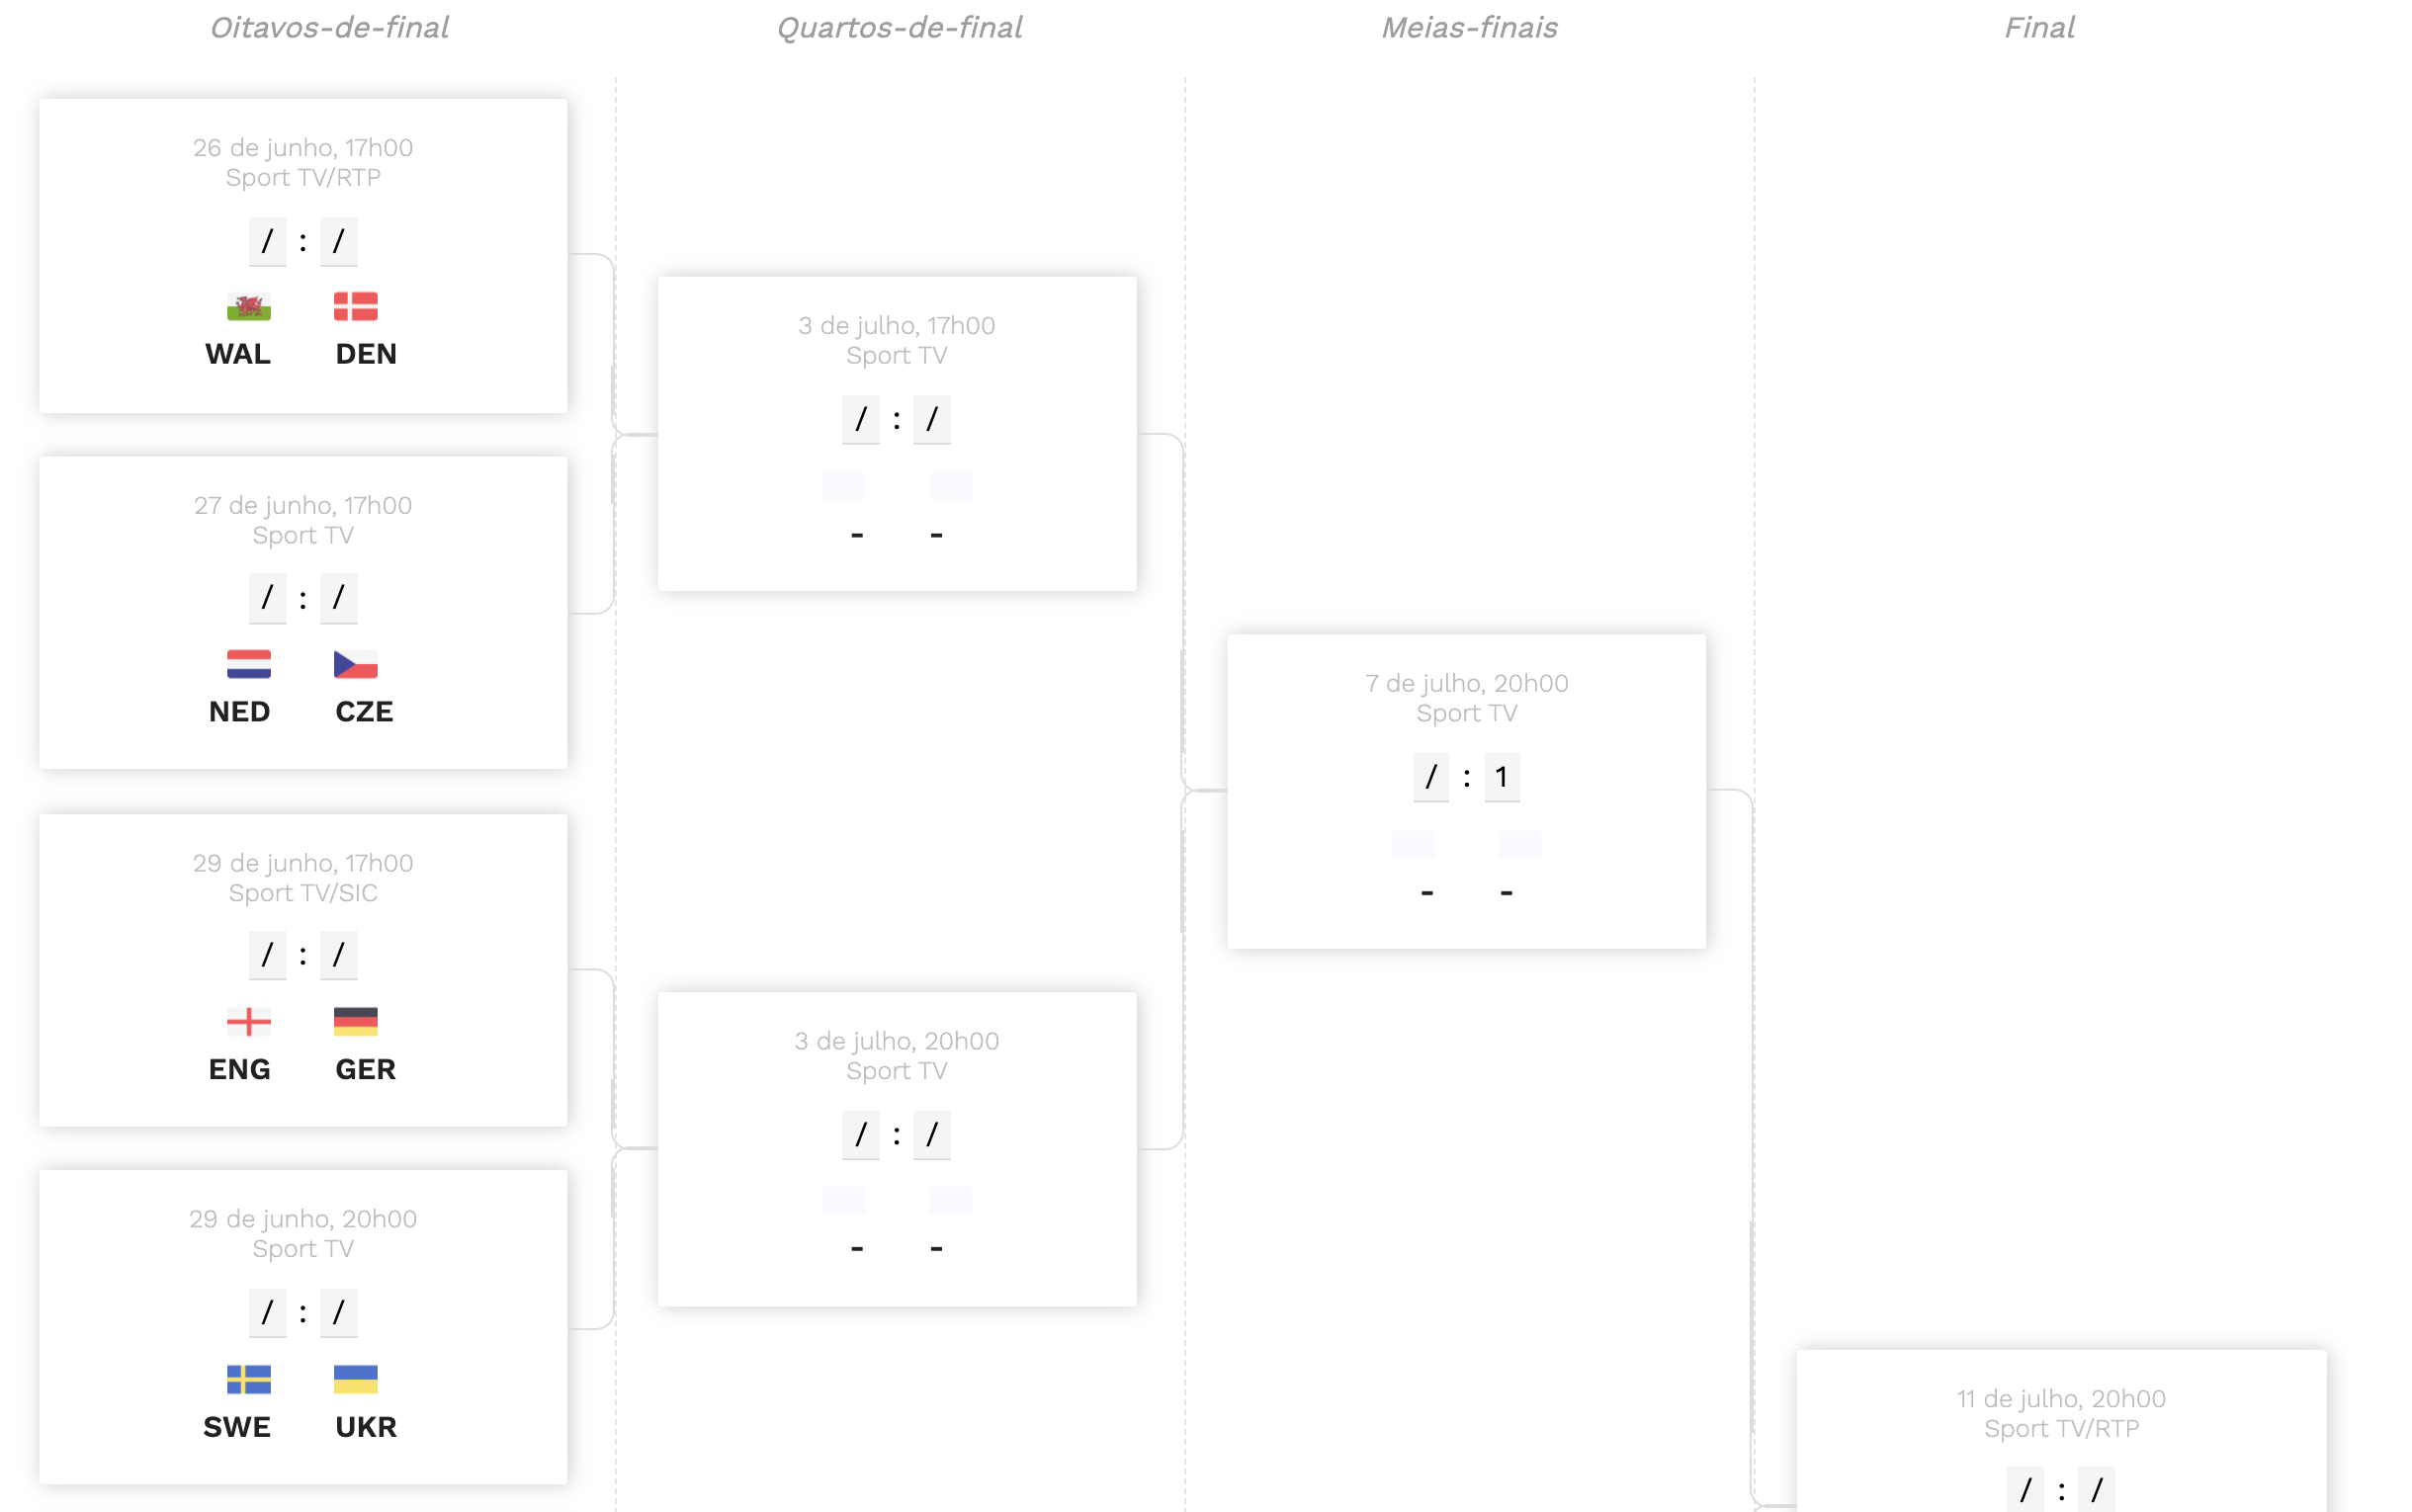 Oitavos-de-final
Quartos-de-final
Meias-finais
Final
26 de junho, 17h00
Sport TV/RTP
/ : /
WAL DEN
27 de junho, 17h00
Sport TV
/ : /
NED CZE
29 de junho, 17h00
Sport TV/SIC
/ : /
ENG GER
29 de junho, 20h00
Sport TV
/ : /
SWE UKR
3 de julho, 17h00
Sport TV
/ : /
- -
3 de julho, 20h00
Sport TV
/ : /
- -
7 de julho, 20h00
Sport TV
/ : 1
- -
11 de julho, 20h00
Sport TV/RTP
/ : /